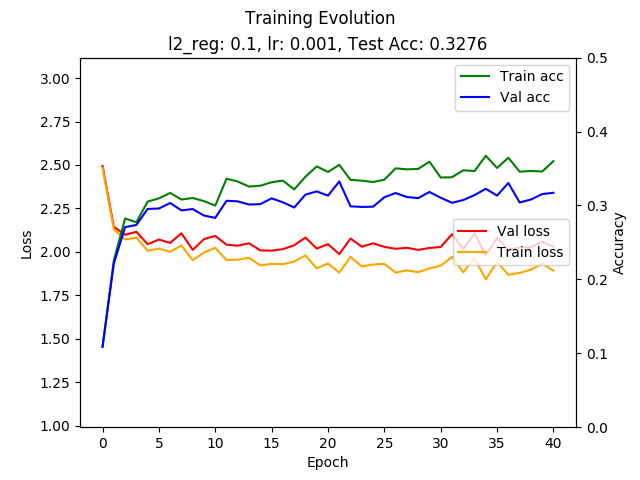 Training Evolution
l2_reg: 0.1, lr: 0.001, Test Acc: 0.3276
Train acc
Val acc
Val loss
Train loss
3.00
2.75
2.50
2.25
2.00
1.75
1.50
1.25
1.00
Loss
0.5
0.4
0.3
0.2
0.1
0.0
Accuracy
0 5 10 15 20 25 30 35 40
Epoch